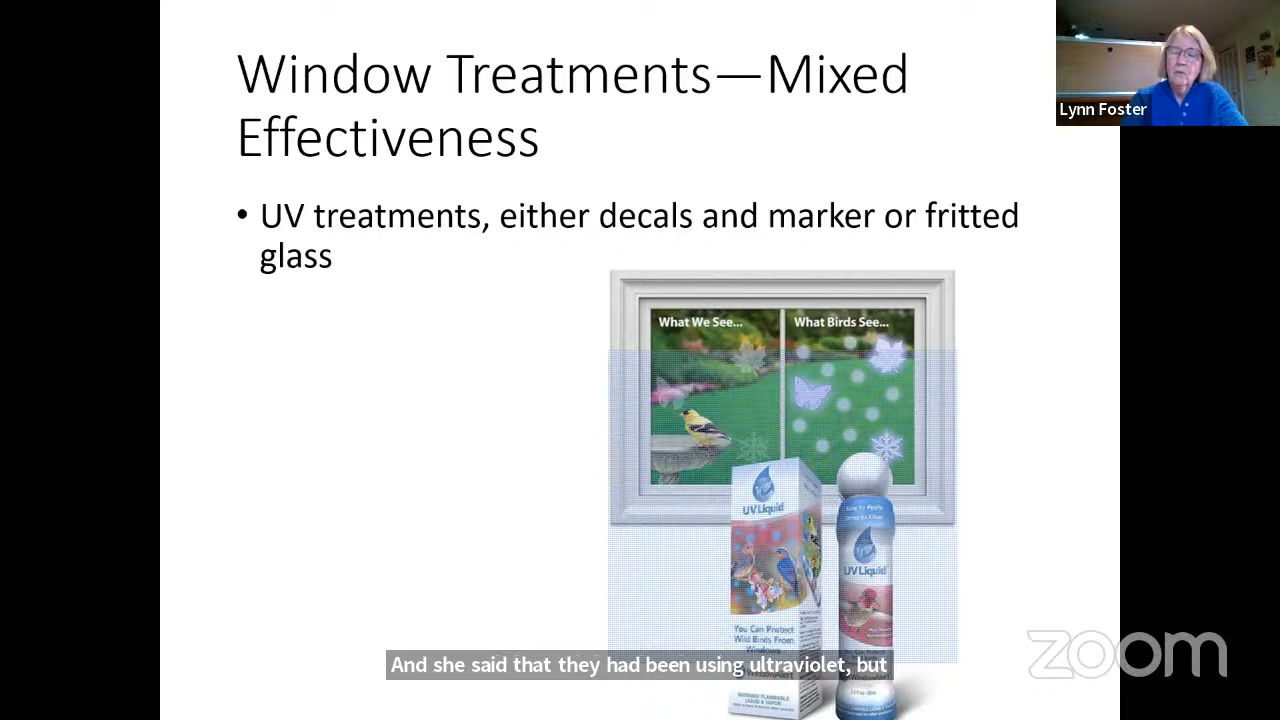 Window Treatments—Mixed
Effectiveness
Lynn Foster
• UV treatments, either decals and marker or fritted
glass
What We See...
What Birds See...
UV Liquid
UV Liquid
You Can Protect
Wild Birds From
Windows
WindowAlert
And she said that they had been using ultraviolet, but
zoom